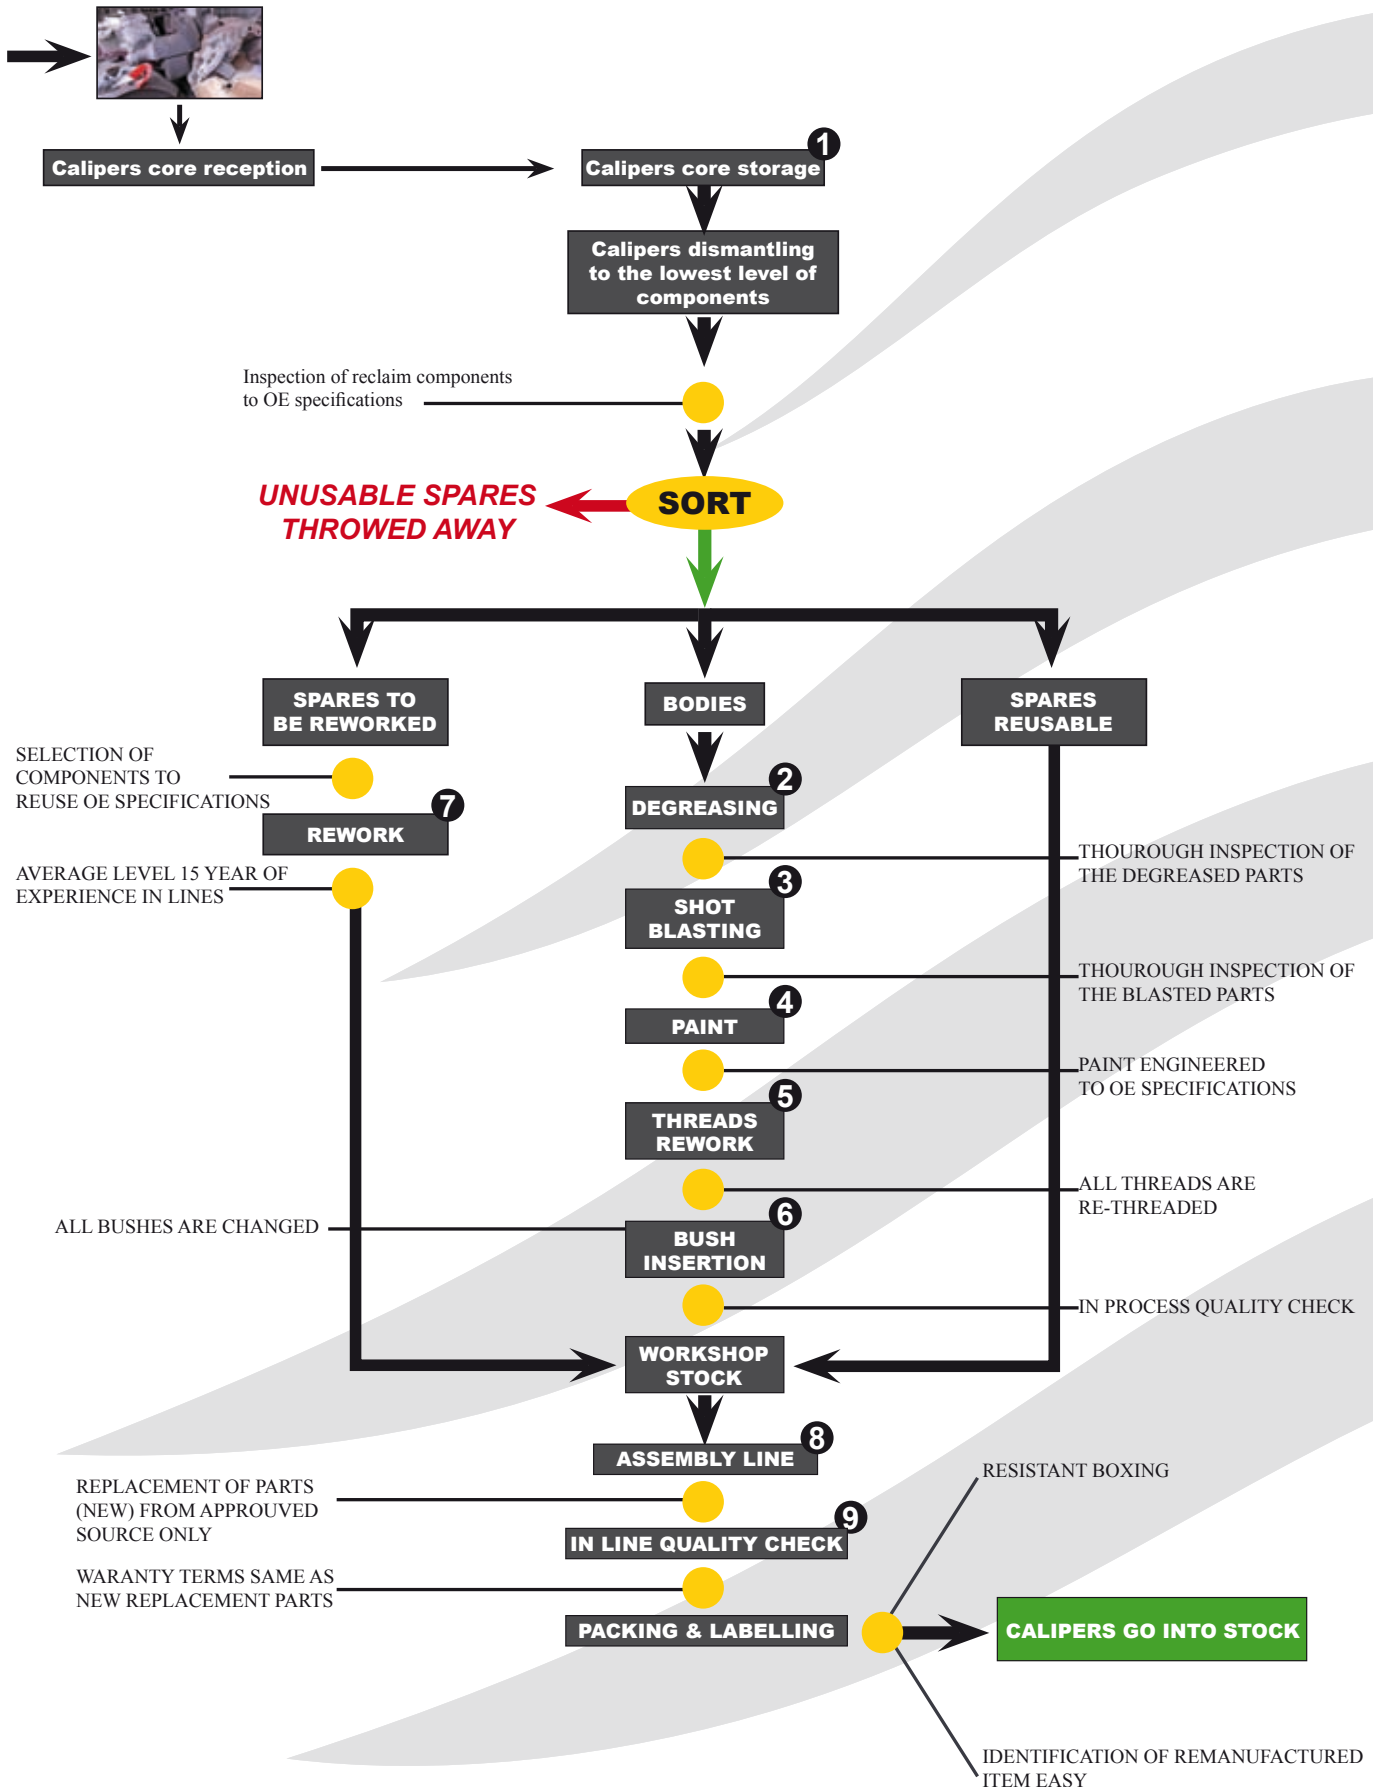 Calipers core reception
1
Calipers core storage
Calipers dismantling
to the lowest level of
components
Inspection of reclaim components
to OE specifications
UNUSABLE SPARES
THROWED AWAY
SORT
SPARES TO
BE REWORKED
BODIES
SPARES
REUSABLE
SELECTION OF
COMPONENTS TO
REUSE OE SPECIFICATIONS
7
REWORK
AVERAGE LEVEL 15 YEAR OF
EXPERIENCE IN LINES
2
DEGREASING
THOUROUGH INSPECTION OF
THE DEGREASED PARTS
3
SHOT
BLASTING
THOUROUGH INSPECTION OF
THE BLASTED PARTS
4
PAINT
PAINT ENGINEERED
TO OE SPECIFICATIONS
5
THREADS
REWORK
ALL THREADS ARE
RE-THREADED
ALL BUSHES ARE CHANGED
6
BUSH
INSERTION
IN PROCESS QUALITY CHECK
WORKSHOP
STOCK
8
ASSEMBLY LINE
REPLACEMENT OF PARTS
(NEW) FROM APPROUVED
SOURCE ONLY
9
IN LINE QUALITY CHECK
WARANTY TERMS SAME AS
NEW REPLACEMENT PARTS
PACKING & LABELLING
RESISTANT BOXING
CALIPERS GO INTO STOCK
IDENTIFICATION OF REMANUFACTURED
ITEM EASY